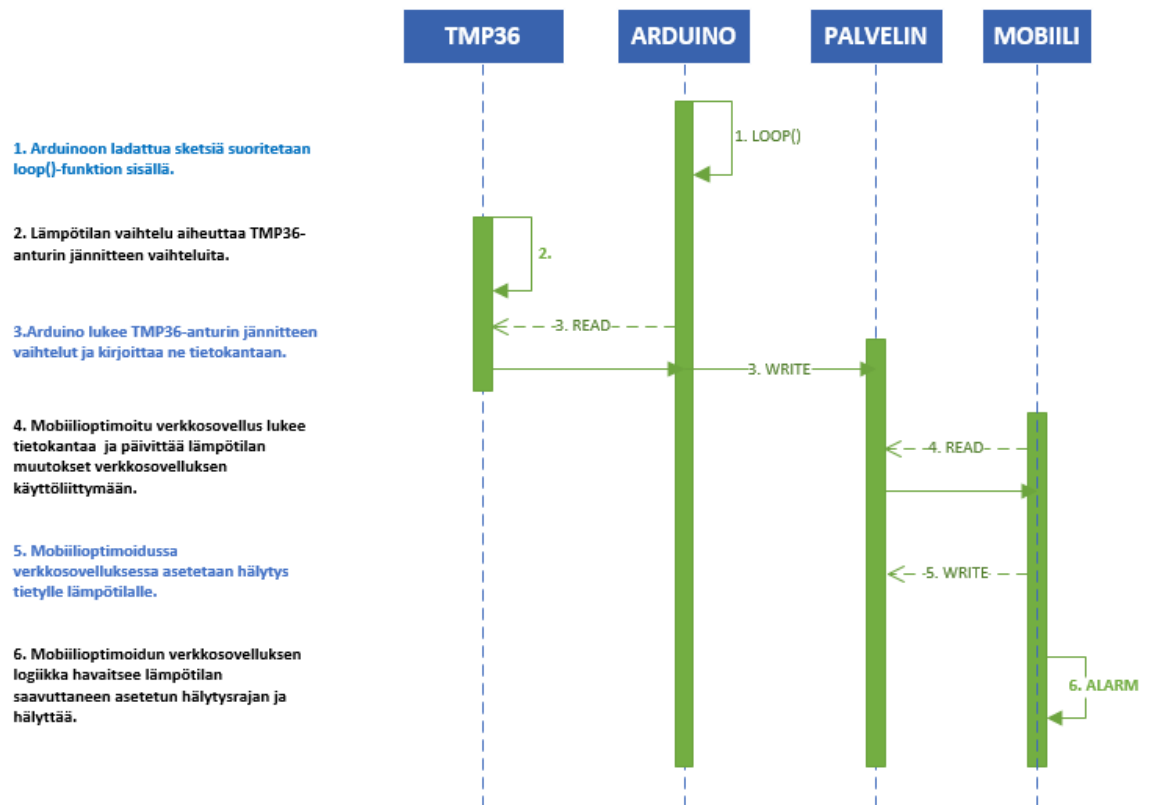 TMP36
ARDUINO
PALVELIN
MOBIILI
1. Arduinoon ladattua sketsiä suoritetaan
loop()-funktion sisällä.
1. LOOP()
2. Lämpötilan vaihtelu aiheuttaa TMP36-
anturin jännitteen vaihteluita.
2.
3.Arduino lukee TMP36-anturin jännitteen
vaihtelut ja kirjoittaa ne tietokantaan.
3. READ
3. WRITE
4. Mobiilioptimoitu verkkosovellus lukee
tietokantaa ja päivittää lämpötilan
muutokset verkkosovelluksen
käyttöliittymään.
4. READ
5. Mobiilioptimoidussa
verkkosovelluksessa asetetaan hälytys
tietylle lämpötilalle.
5. WRITE
6. Mobiilioptimoidun verkkosovelluksen
logiikka havaitsee lämpötilan
saavuttaneen asetetun hälytysrajan ja
hälyttää.
6. ALARM